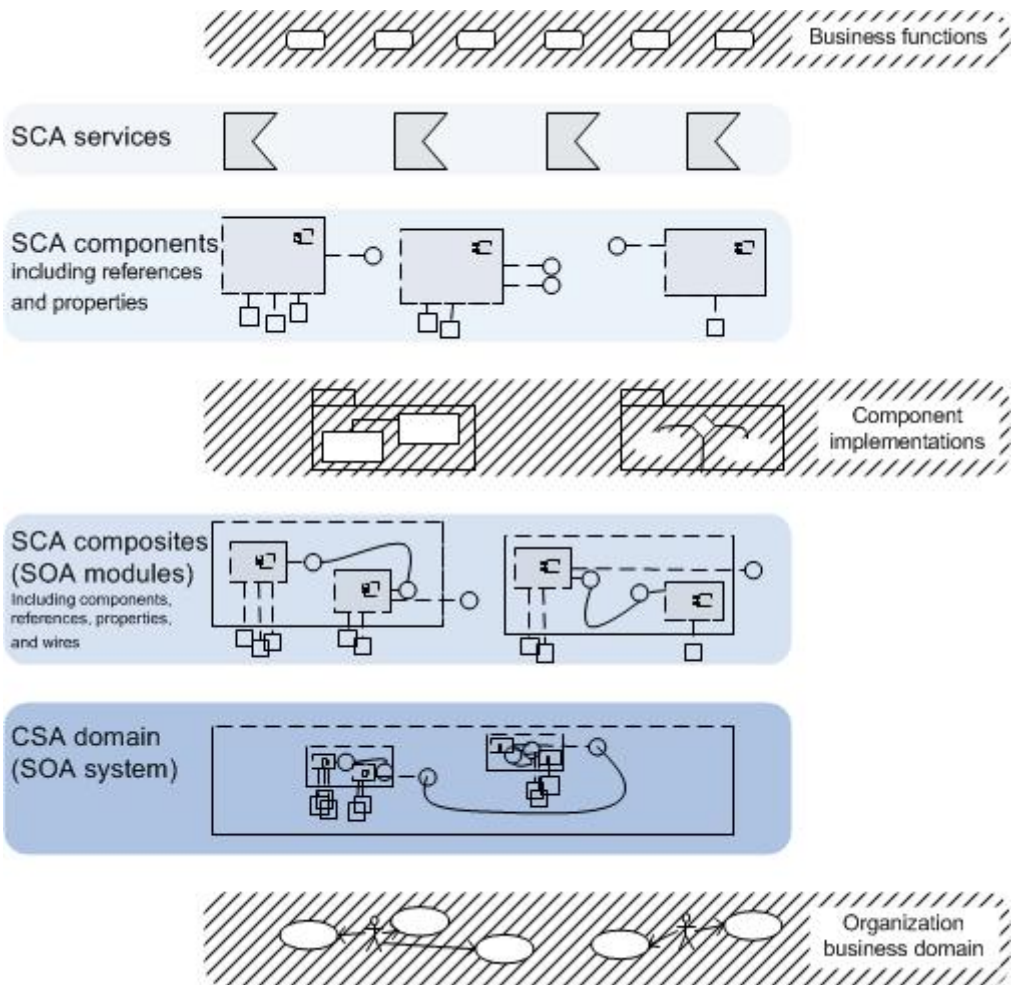 Business functions
SCA services
SCA components
including references
and properties
Component
implementations
SCA composites
(SOA modules)
Including components,
references, properties,
and wires
CSA domain
(SOA system)
Organization
business domain